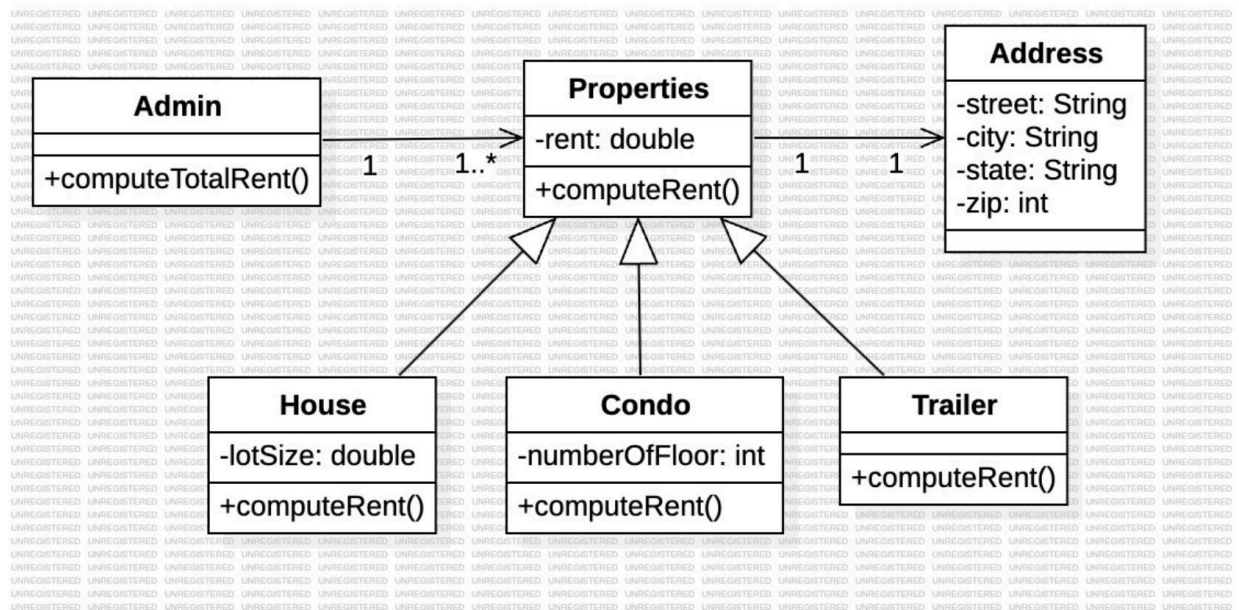 Admin
+computeTotalRent()
1
1..*
Properties
-rent: double
+computeRent()
1
1
Address
-street: String
-city: String
-state: String
-zip: int
House
-lotSize: double
+computeRent()
Condo
-numberOfFloor: int
+computeRent()
Trailer
+computeRent()
UNREGISTERED